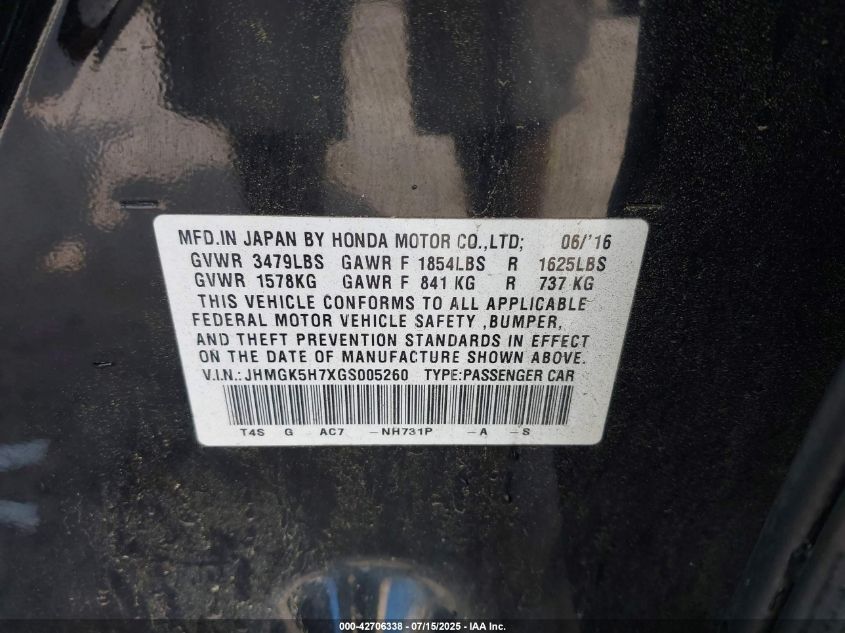 MFD.IN JAPAN BY HONDA MOTOR CO.,LTD; 06/'16
GVWR 3479LBS GAWR F 1854LBS R 1625LBS
GVWR 1578KG GAWR F 841 KG R 737 KG
THIS VEHICLE CONFORMS TO ALL APPLICABLE
FEDERAL MOTOR VEHICLE SAFETY ,BUMPER,
AND THEFT PREVENTION STANDARDS IN EFFECT
ON THE DATE OF MANUFACTURE SHOWN ABOVE.
V.I.N.: JHMGK5H7XGS005260 TYPE:PASSENGER CAR
T4S G AC7 -NH731P -A -S
000-42706338 - 07/15/2025 - IAA Inc.